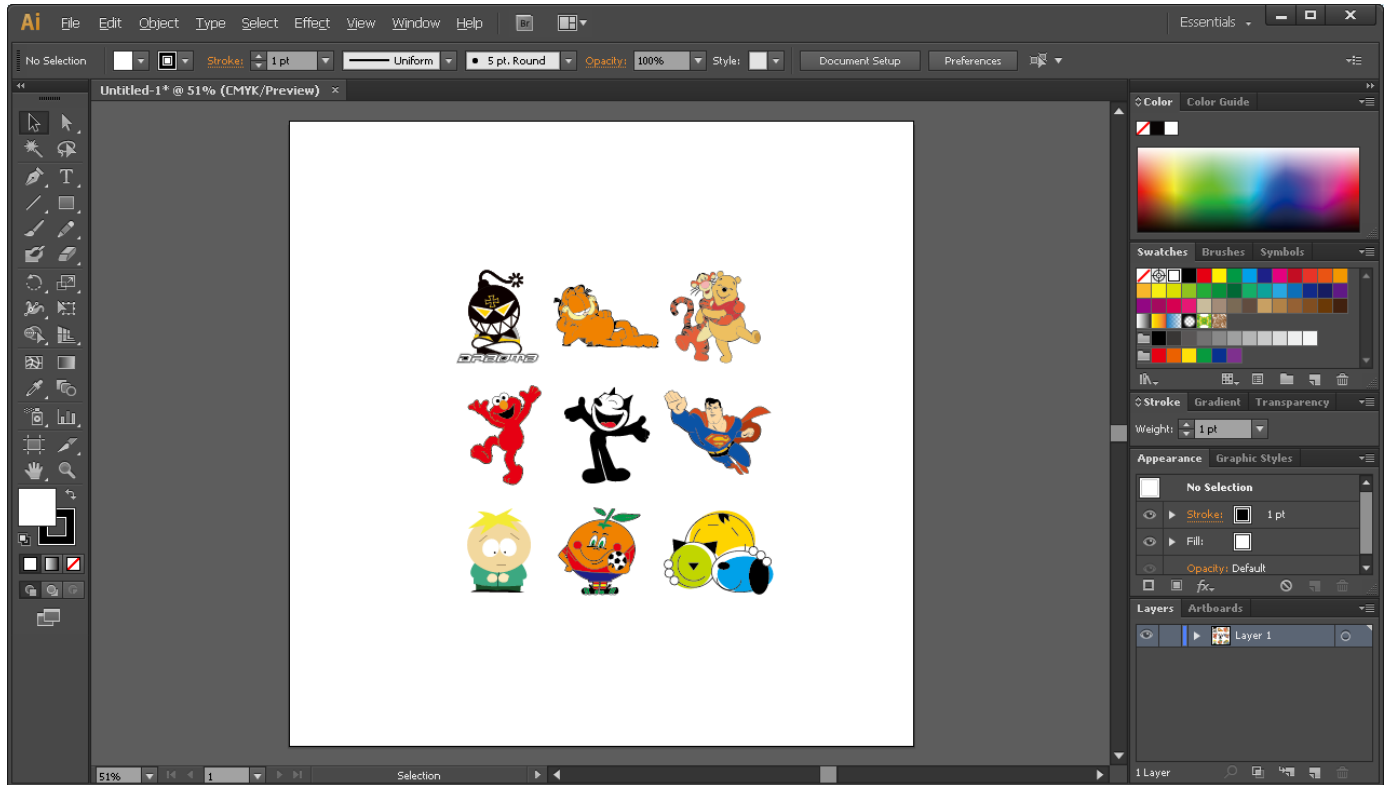 Ai File Edit Object Type Select Effect View Window Help Br Essentials
No Selection Stroke: 1 pt Uniform 5 pt. Round Opacity: 100% Style: Document Setup Preferences
Untitled-1* @ 51% (CMYK/Preview) ×
Color Color Guide
Swatches Brushes Symbols
Stroke Gradient Transparency
Weight: 1 pt
Appearance Graphic Styles
No Selection
Stroke: 1 pt
Fill:
Opacity: Default
fx
Layers Artboards
Layer 1
1 Layer
51% 1 Selection